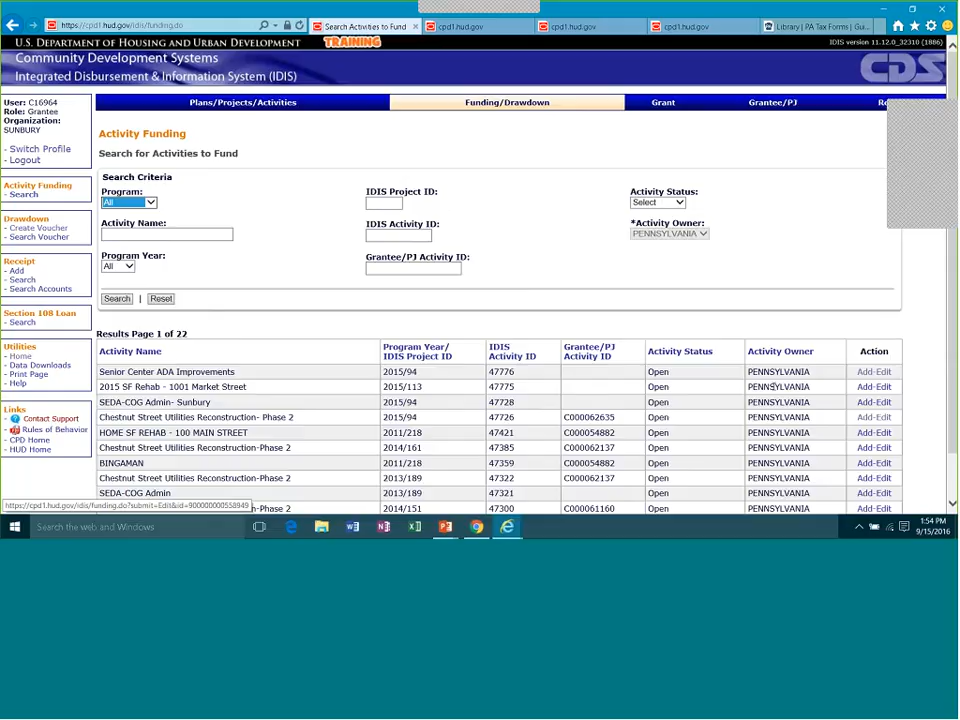 https://cpd1.hud.gov/idis/funding.do
Search Activities to Fund
cpd1.hud.gov
cpd1.hud.gov
cpd1.hud.gov
Library | PA Tax Forms | Gui...
U.S. DEPARTMENT OF HOUSING AND URBAN DEVELOPMENT
TRAINING
IDIS version 11.12.0_32310 (1886)
Community Development Systems
Integrated Disbursement & Information System (IDIS)
CDS
User: C16964
Role: Grantee
Organization:
SUNBURY
- Switch Profile
- Logout
Activity Funding
- Search
Drawdown
- Create Voucher
- Search Voucher
Receipt
- Add
- Search
- Search Accounts
Section 108 Loan
- Search
Utilities
- Home
- Data Downloads
- Print Page
- Help
Links
- Contact Support
- Rules of Behavior
- CPD Home
- HUD Home
Plans/Projects/Activities Funding/Drawdown Grant Grantee/PJ
Activity Funding
Search for Activities to Fund
Search Criteria
Program: IDIS Project ID: Activity Status:
All Select
Activity Name: IDIS Activity ID: *Activity Owner:
PENNSYLVANIA
Program Year: Grantee/PJ Activity ID:
All
Search | Reset
Results Page 1 of 22
Activity Name Program Year/ IDIS Project ID IDIS Activity ID Grantee/PJ Activity ID Activity Status Activity Owner Action
Senior Center ADA Improvements 2015/94 47776 Open PENNSYLVANIA Add-Edit
2015 SF Rehab - 1001 Market Street 2015/113 47775 Open PENNSYLVANIA Add-Edit
SEDA-COG Admin- Sunbury 2015/94 47728 Open PENNSYLVANIA Add-Edit
Chestnut Street Utilities Reconstruction- Phase 2 2015/94 47726 C000062635 Open PENNSYLVANIA Add-Edit
HOME SF REHAB - 100 MAIN STREET 2011/218 47421 C000054882 Open PENNSYLVANIA Add-Edit
Chestnut Street Utilities Reconstruction-Phase 2 2014/161 47385 C000062137 Open PENNSYLVANIA Add-Edit
BINGAMAN 2011/218 47359 C000054882 Open PENNSYLVANIA Add-Edit
Chestnut Street Utilities Reconstruction-Phase 2 2013/189 47322 C000062137 Open PENNSYLVANIA Add-Edit
SEDA-COG Admin 2013/189 47321 Open PENNSYLVANIA Add-Edit
n-Phase 2 2014/151 47300 C000061160 Open PENNSYLVANIA Add-Edit
https://cpd1.hud.gov/idis/funding.do?submit=Edit&id=900000000558949
Search the web and Windows
1:54 PM
9/15/2016